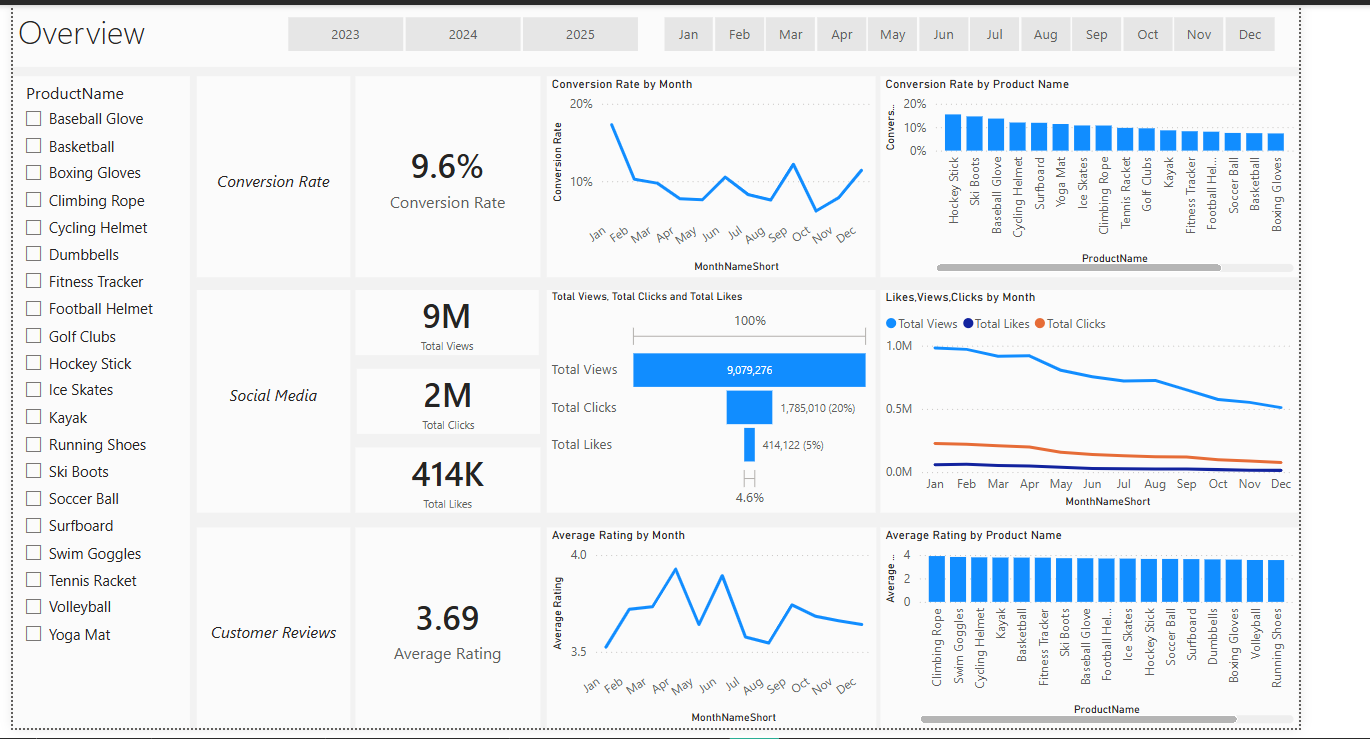 Overview
2023 2024 2025 Jan Feb Mar Apr May Jun Jul Aug Sep Oct Nov Dec
ProductName
Baseball Glove
Basketball
Boxing Gloves
Climbing Rope
Cycling Helmet
Dumbbells
Fitness Tracker
Football Helmet
Golf Clubs
Hockey Stick
Ice Skates
Kayak
Running Shoes
Ski Boots
Soccer Ball
Surfboard
Swim Goggles
Tennis Racket
Volleyball
Yoga Mat
Conversion Rate
9.6%
Conversion Rate
Conversion Rate by Month
Conversion Rate
20%
10%
Jan Feb Mar Apr May Jun Jul Aug Sep Oct Nov Dec
MonthNameShort
Conversion Rate by Product Name
Convers...
20%
10%
0%
Hockey Stick
Ski Boots
Baseball Glove
Cycling Helmet
Surfboard
Yoga Mat
Ice Skates
Climbing Rope
Tennis Racket
Golf Clubs
Kayak
Fitness Tracker
Football Hel...
Soccer Ball
Basketball
Boxing Gloves
ProductName
Social Media
9M
Total Views
2M
Total Clicks
414K
Total Likes
Total Views, Total Clicks and Total Likes
100%
Total Views 9,079,276
Total Clicks 1,785,010 (20%)
Total Likes 414,122 (5%)
4.6%
Likes,Views,Clicks by Month
Total Views Total Likes Total Clicks
1.0M
0.5M
0.0M
Jan Feb Mar Apr May Jun Jul Aug Sep Oct Nov Dec
MonthNameShort
Customer Reviews
3.69
Average Rating
Average Rating by Month
Average Rating
4.0
3.5
Jan Feb Mar Apr May Jun Jul Aug Sep Oct Nov Dec
MonthNameShort
Average Rating by Product Name
Average ...
4
2
0
Climbing Rope
Swim Goggles
Cycling Helmet
Kayak
Basketball
Fitness Tracker
Ski Boots
Baseball Glove
Football Hel...
Ice Skates
Hockey Stick
Soccer Ball
Surfboard
Dumbbells
Boxing Gloves
Volleyball
Running Shoes
ProductName